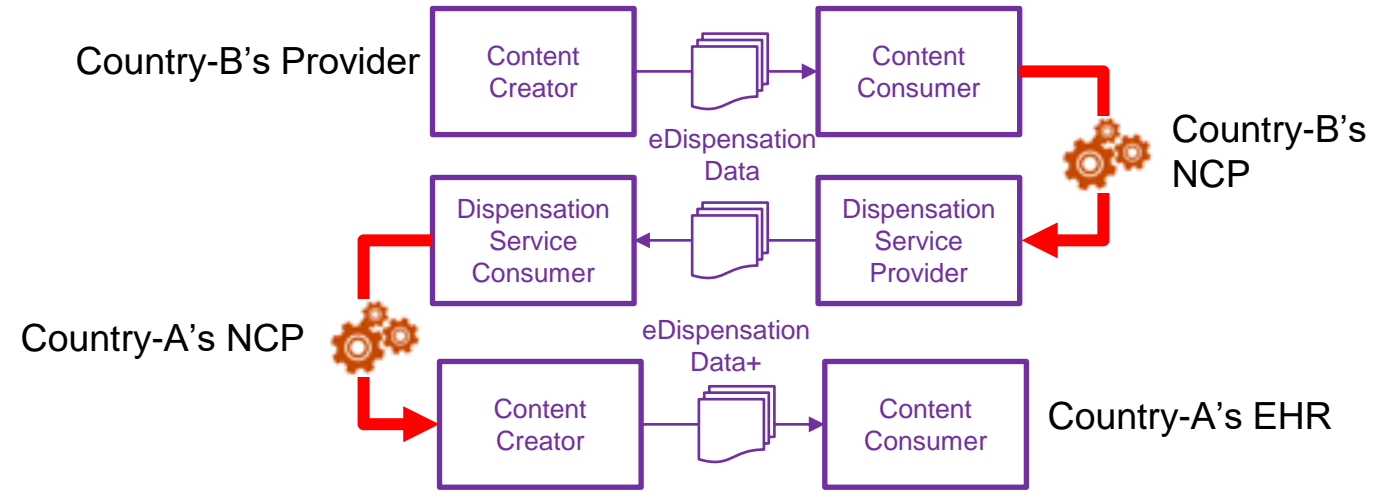 Country-B’s Provider
Content
Creator
Content
Consumer
eDispensation
Data
Country-B’s
NCP
Dispensation
Service
Consumer
Dispensation
Service
Provider
Country-A’s NCP
eDispensation
Data+
Content
Creator
Content
Consumer
Country-A’s EHR